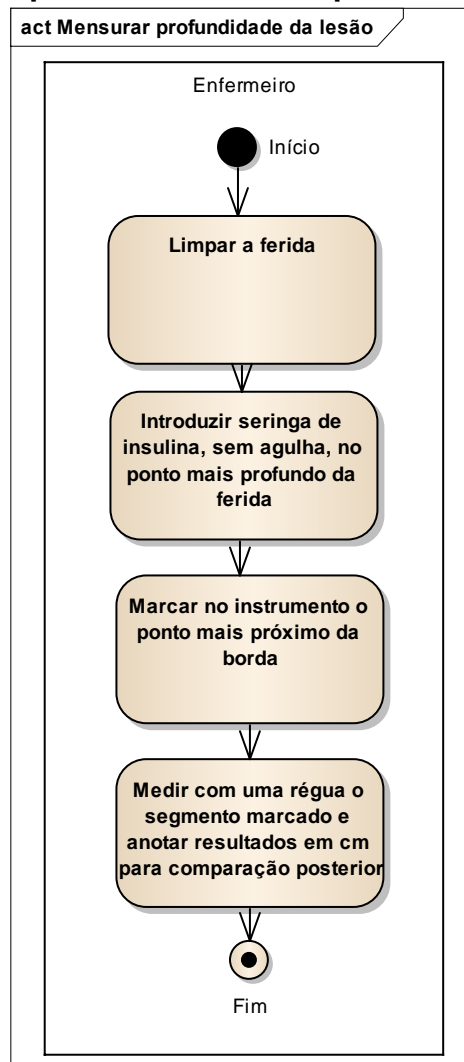 act Mensurar profundidade da lesão
Enfermeiro
Início
Limpar a ferida
Introduzir seringa de
insulina, sem agulha, no
ponto mais profundo da
ferida
Marcar no instrumento o
ponto mais próximo da
borda
Medir com uma régua o
segmento marcado e
anotar resultados em cm
para comparação posterior
Fim